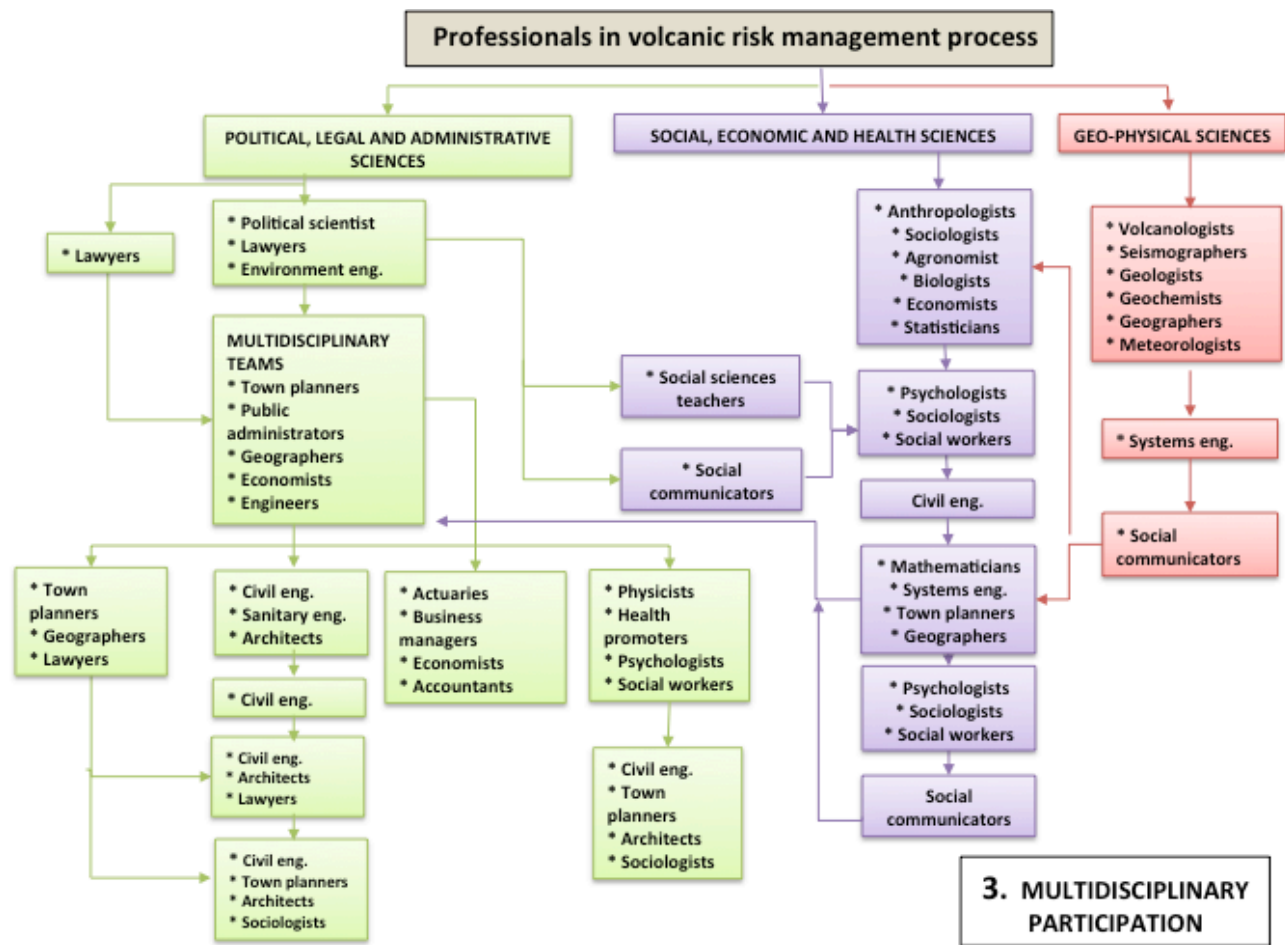 Professionals in volcanic risk management process
POLITICAL, LEGAL AND ADMINISTRATIVE
SCIENCES
SOCIAL, ECONOMIC AND HEALTH SCIENCES
GEO-PHYSICAL SCIENCES
* Lawyers
* Political scientist
* Lawyers
* Environment eng.
MULTIDISCIPLINARY
TEAMS
* Town planners
* Public
administrators
* Geographers
* Economists
* Engineers
* Town
planners
* Geographers
* Lawyers
* Civil eng.
* Sanitary eng.
* Architects
* Civil eng.
* Civil eng.
* Architects
* Lawyers
* Civil eng.
* Town planners
* Architects
* Sociologists
* Actuaries
* Business
managers
* Economists
* Accountants
* Physicists
* Health
promoters
* Psychologists
* Social workers
* Civil eng.
* Town
planners
* Architects
* Sociologists
* Social sciences
teachers
* Social
communicators
* Anthropologists
* Sociologists
* Agronomist
* Biologists
* Economists
* Statisticians
* Psychologists
* Sociologists
* Social workers
Civil eng.
* Mathematicians
* Systems eng.
* Town planners
* Geographers
* Psychologists
* Sociologists
* Social workers
Social
communicators
* Volcanologists
* Seismographers
* Geologists
* Geochemists
* Geographers
* Meteorologists
* Systems eng.
* Social
communicators
3. MULTIDISCIPLINARY
PARTICIPATION